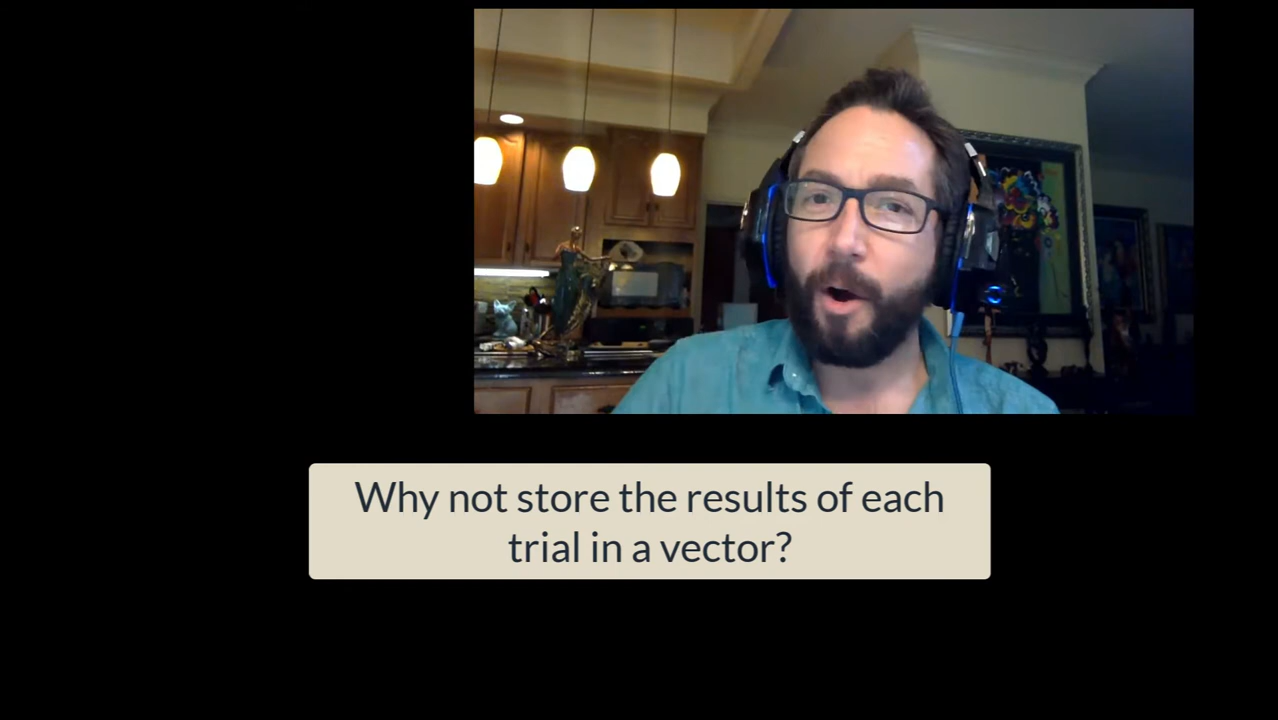 Why not store the results of each
trial in a vector?